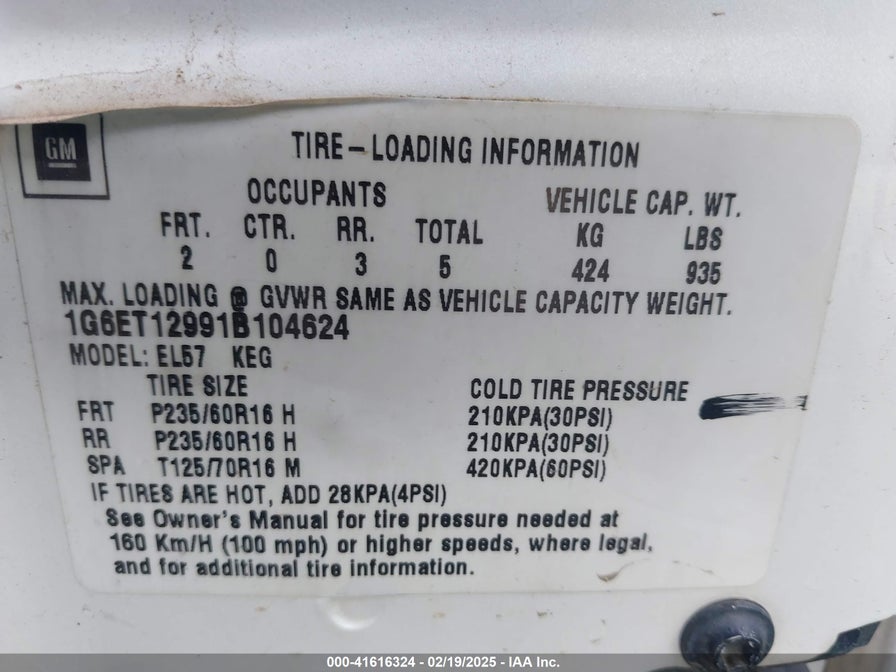 GM
TIRE-LOADING INFORMATION
OCCUPANTS VEHICLE CAP. WT.
FRT. CTR. RR. TOTAL KG LBS
2 0 3 5 424 935
MAX. LOADING @ GVWR SAME AS VEHICLE CAPACITY WEIGHT.
1G6ET12991B104624
MODEL: EL57 KEG
TIRE SIZE COLD TIRE PRESSURE
FRT P235/60R16 H 210KPA(30PSI)
RR P235/60R16 H 210KPA(30PSI)
SPA T125/70R16 M 420KPA(60PSI)
IF TIRES ARE HOT, ADD 28KPA(4PSI)
See Owner's Manual for tire pressure needed at
160 Km/H (100 mph) or higher speeds, where legal,
and for additional tire information.
000-41616324 - 02/19/2025 - IAA Inc.